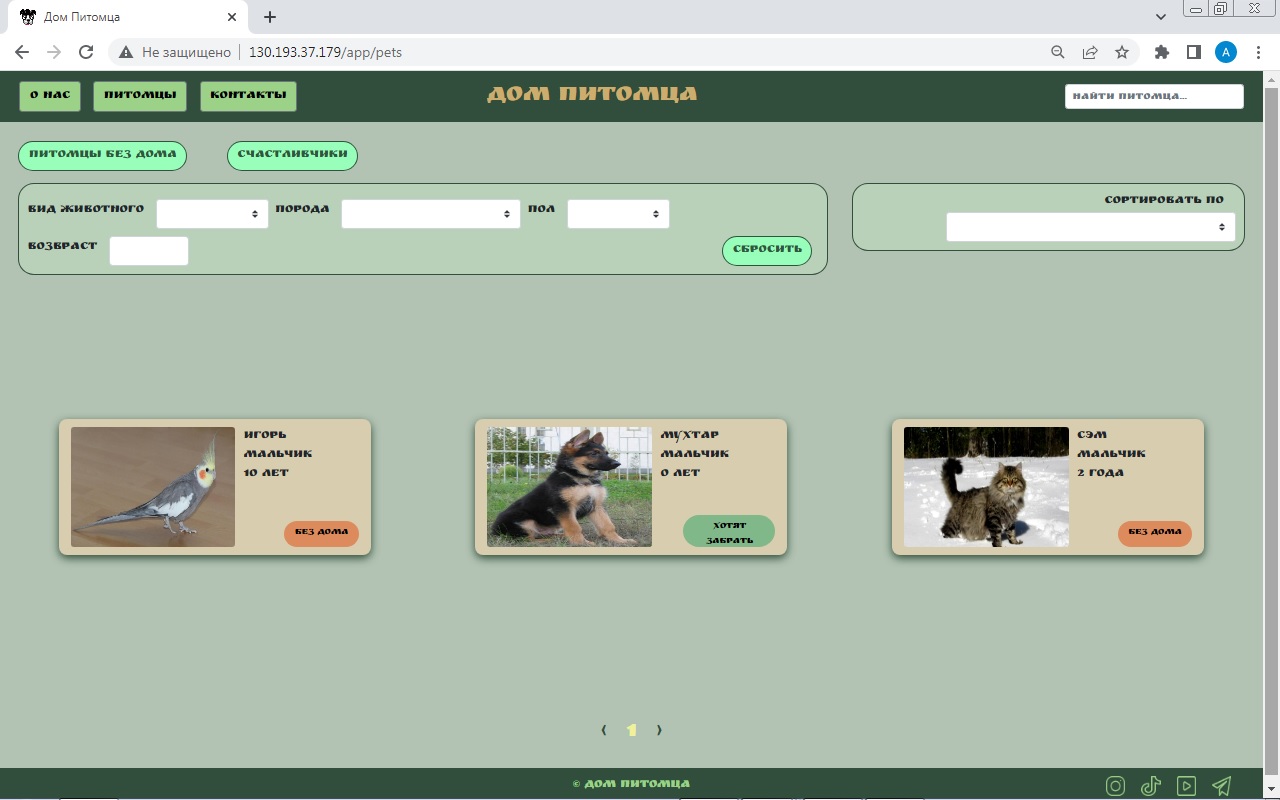 Дом Питомца
Не защищено
130.193.37.179/app/pets
А
О НАС
ПИТОМЦЫ
КОНТАКТЫ
ДОМ ПИТОМЦА
НАЙТИ ПИТОМЦА...
ПИТОМЦЫ БЕЗ ДОМА
СЧАСТЛИВЧИКИ
ВИД ЖИВОТНОГО
ПОРОДА
ПОЛ
ВОЗВРАСТ
СБРОСИТЬ
СОРТИРОВАТЬ ПО
ИГОРЬ
МАЛЬЧИК
10 ЛЕТ
БЕЗ ДОМА
МУХТАР
МАЛЬЧИК
0 ЛЕТ
ХОТЯТ
ЗАБРАТЬ
СЭМ
МАЛЬЧИК
2 ГОДА
БЕЗ ДОМА
‹ 1 ›
© ДОМ ПИТОМЦА